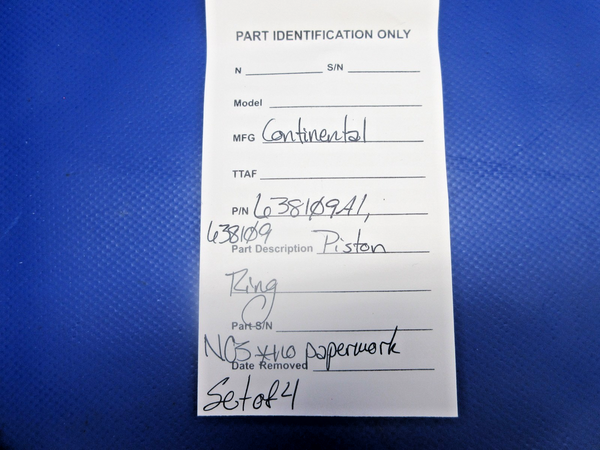 PART IDENTIFICATION ONLY
N S/N
Model
MFG Continental
TTAF
P/N 638109A1,
638109
Part Description Piston
Ring
Part S/N
NOS *no paperwork
Date Removed
Set of 4